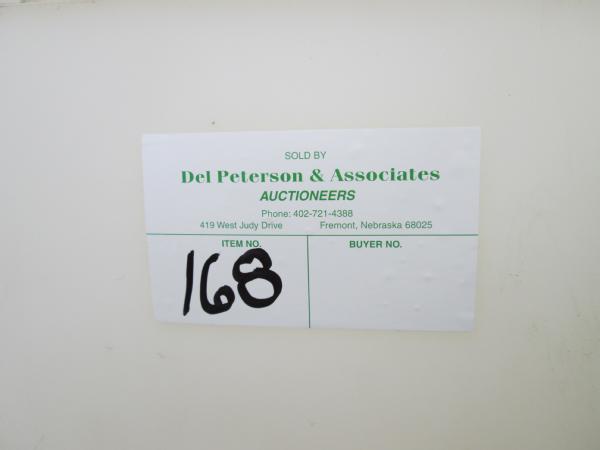 SOLD BY
Del Peterson & Associates
AUCTIONEERS
Phone: 402-721-4388
419 West Judy Drive Fremont, Nebraska 68025
ITEM NO. BUYER NO.
168